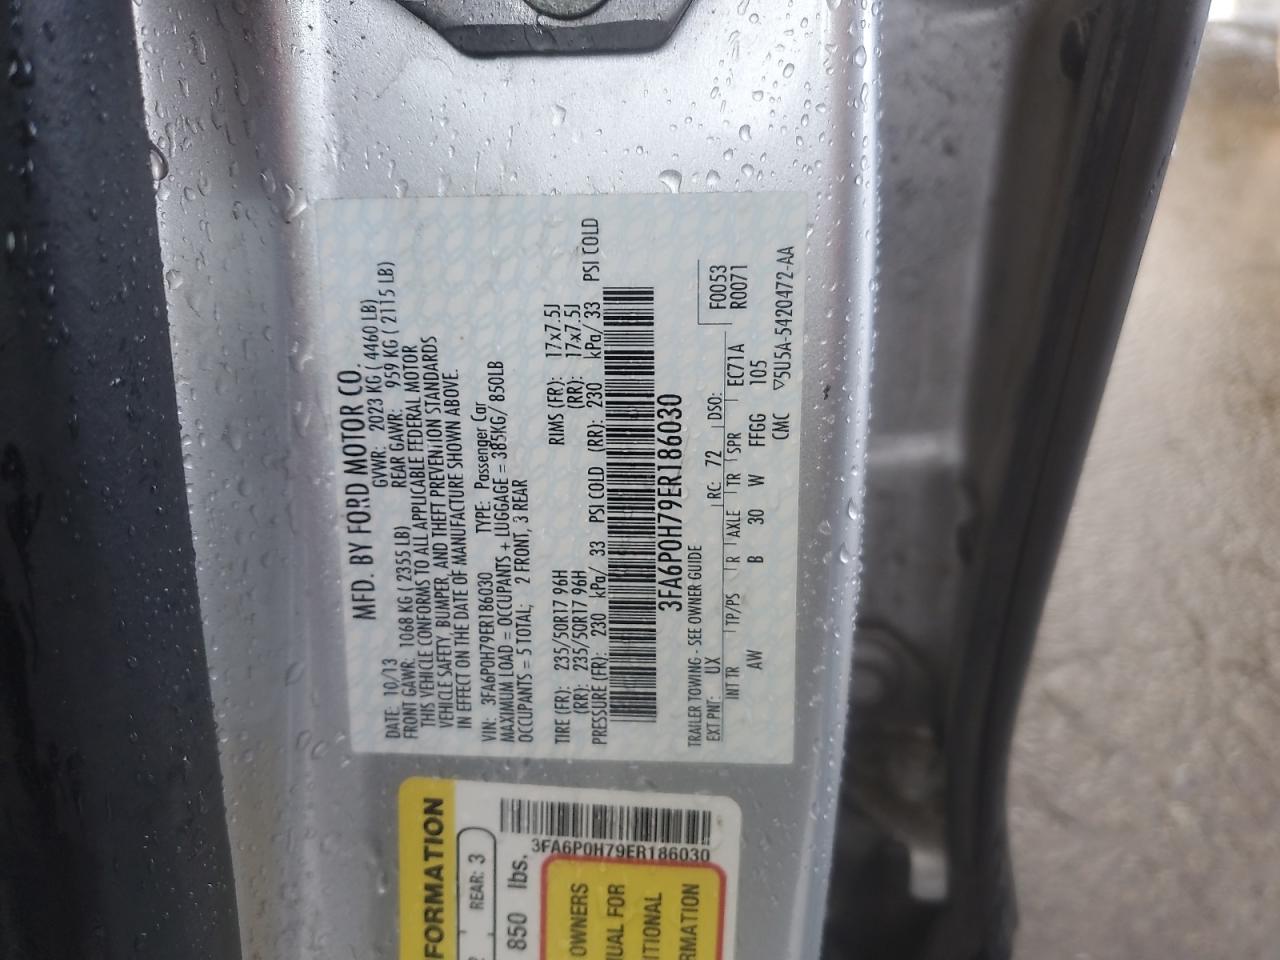 MFD. BY FORD MOTOR CO.
DATE: 10/13 GVWR: 2023 KG ( 4460 LB)
FRONT GAWR: 1068 KG ( 2355 LB) REAR GAWR: 959 KG ( 2115 LB)
THIS VEHICLE CONFORMS TO ALL APPLICABLE FEDERAL MOTOR
VEHICLE SAFETY, BUMPER, AND THEFT PREVENTION STANDARDS
IN EFFECT ON THE DATE OF MANUFACTURE SHOWN ABOVE.
VIN: 3FA6P0H79ER186030 TYPE: Passenger Car
MAXIMUM LOAD = OCCUPANTS + LUGGAGE = 385KG/ 850LB
OCCUPANTS = 5 TOTAL; 2 FRONT, 3 REAR
TIRE (FR): 235/50R17 96H RIMS (FR): 17x7.5J
(RR): 235/50R17 96H (RR): 17x7.5J
PRESSURE (FR): 230 kPa/ 33 PSI COLD (RR): 230 kPa/ 33 PSI COLD
3FA6P0H79ER186030
TRAILER TOWING - SEE OWNER GUIDE
EXT PNT: UX RC: 72 DSO: F0053
R0071
INT TR TP/PS R AXLE TR SPR EC71A
AW B 30 W FFGG 105
CMC ▽5U5A-5420472-AA
FORMATION
REAR: 3
850 lbs.
3FA6P0H79ER186030
OWNERS
UAL FOR
ITIONAL
RMATION